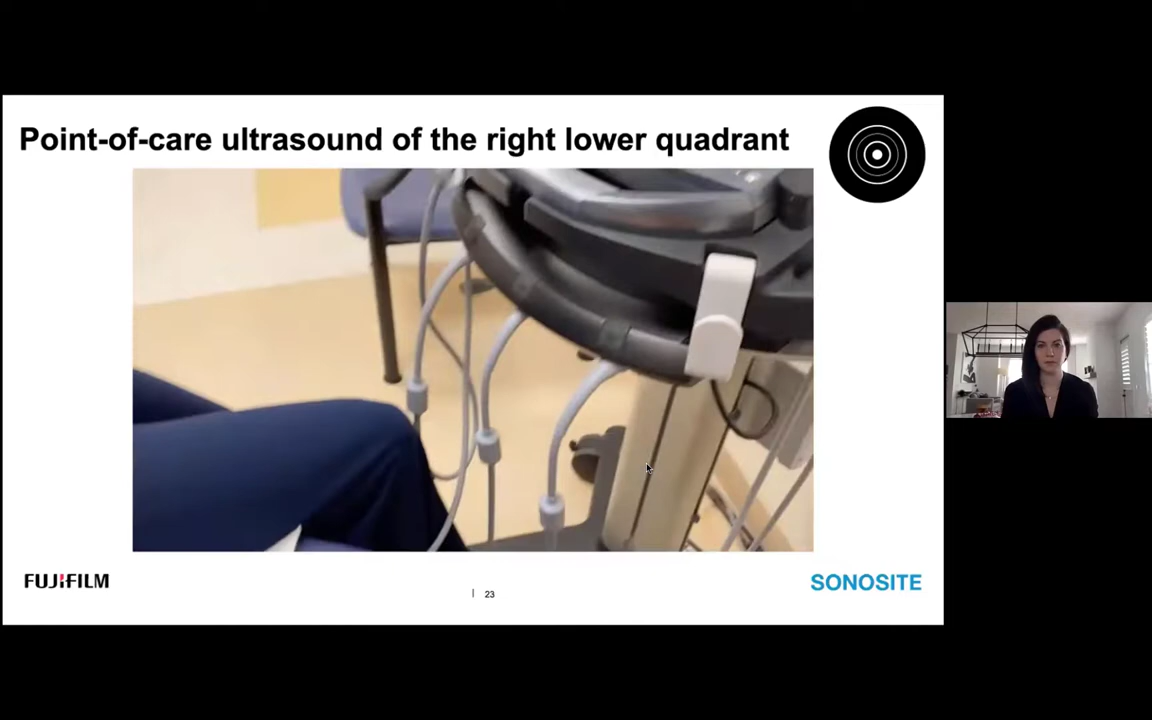 Point-of-care ultrasound of the right lower quadrant
FUJIFILM
| 23
SONOSITE